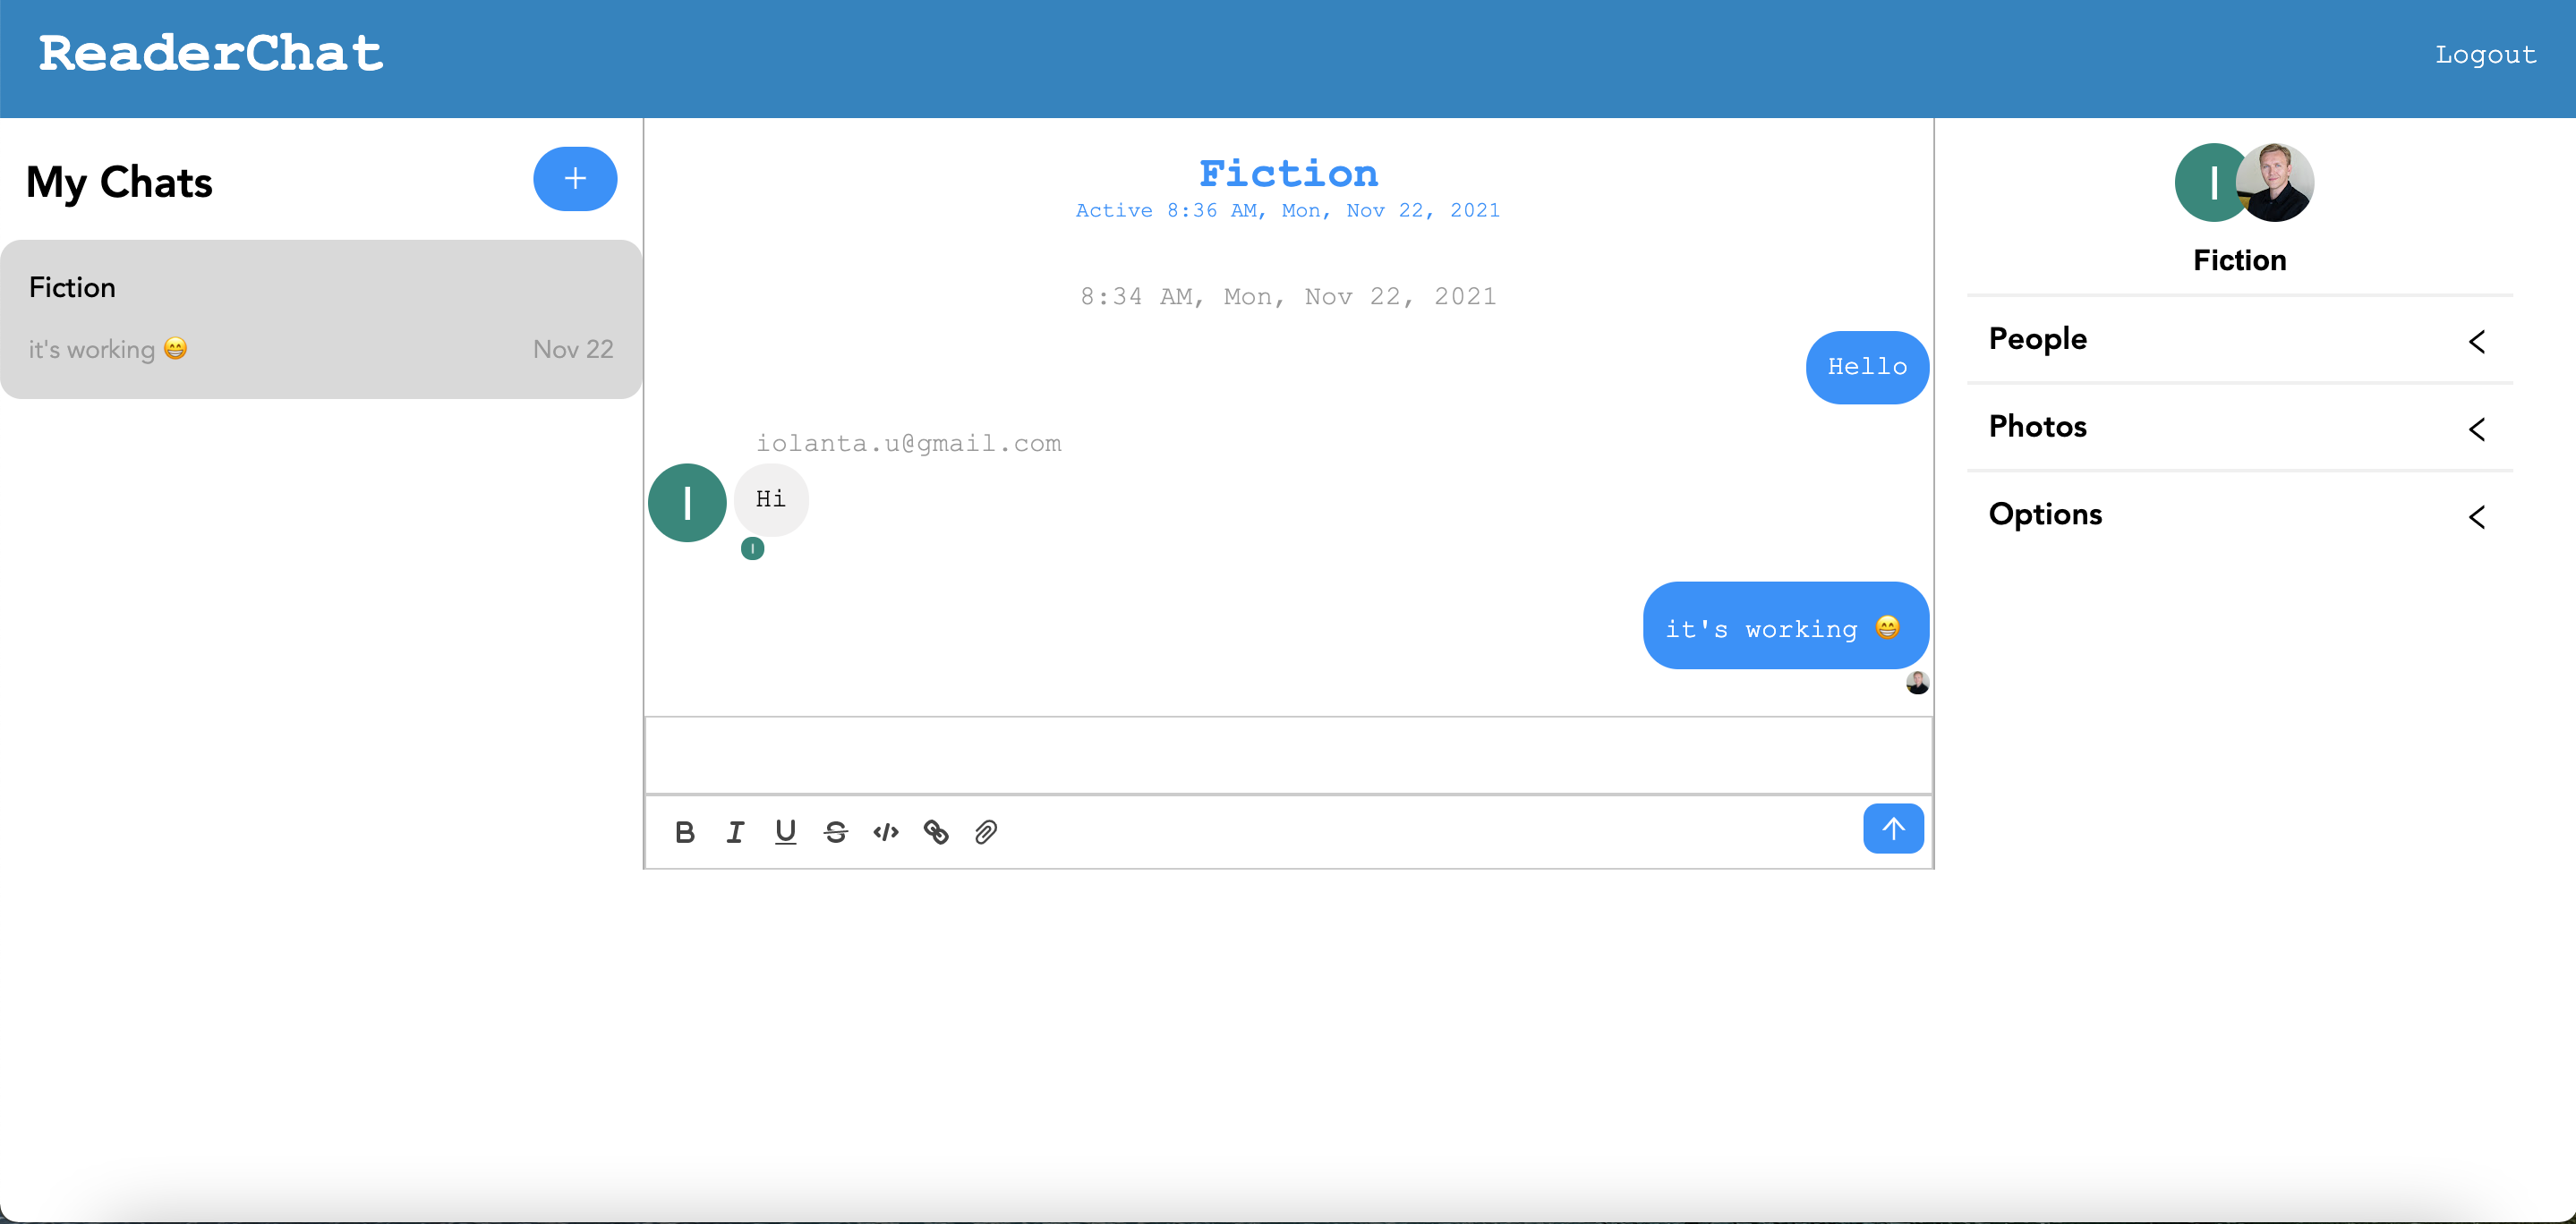 ReaderChat
Logout
My Chats
+
Fiction
it's working 😁 Nov 22
Fiction
Active 8:36 AM, Mon, Nov 22, 2021
8:34 AM, Mon, Nov 22, 2021
Hello
iolanta.u@gmail.com
I
Hi
I
it's working 😁
B I U S </>
I
Fiction
People <
Photos <
Options <